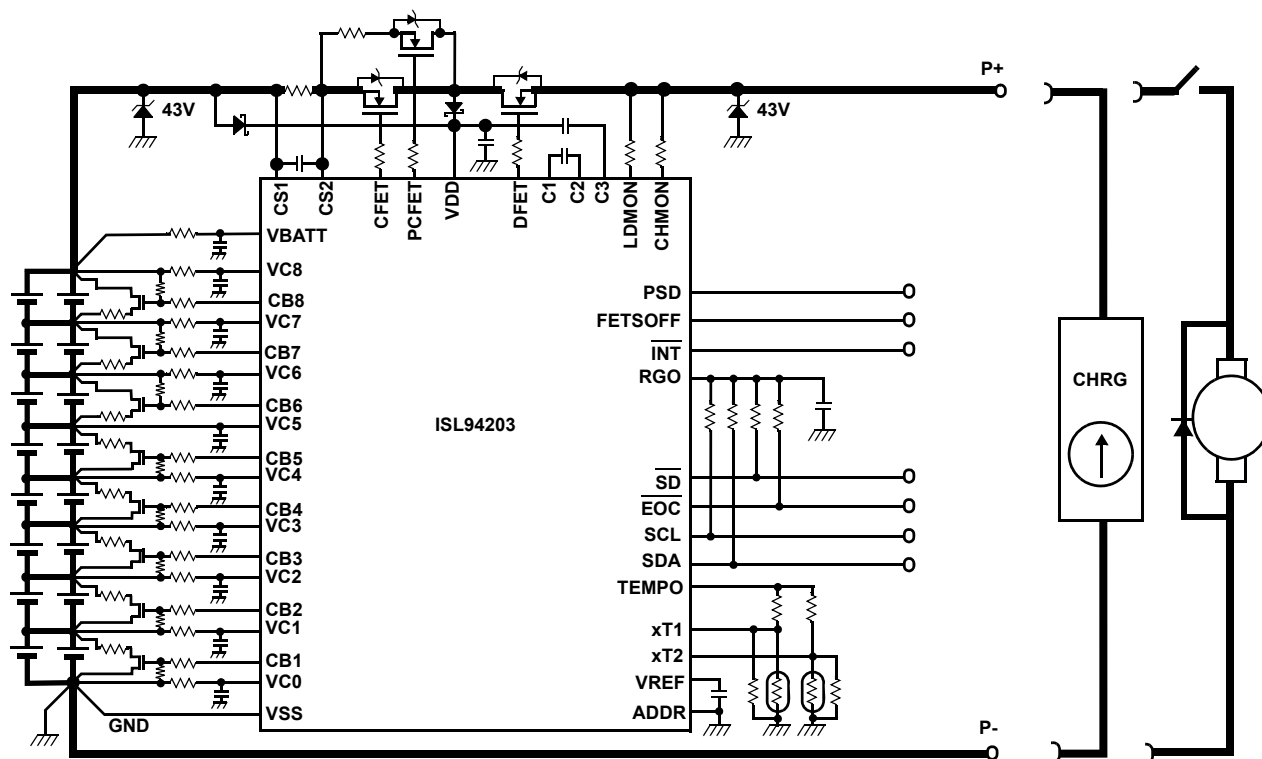 P+
43V
43V
CS1
CS2
CFET
PCFET
VDD
DFET
C1
C2
C3
LDMON
CHMON
VBATT
VC8
CB8
VC7
CB7
VC6
CB6
VC5
CB5
VC4
CB4
VC3
CB3
VC2
CB2
VC1
CB1
VC0
VSS
GND
ISL94203
PSD
FETSOFF
INT
RGO
SD
EOC
SCL
SDA
TEMPO
xT1
xT2
VREF
ADDR
CHRG
P-